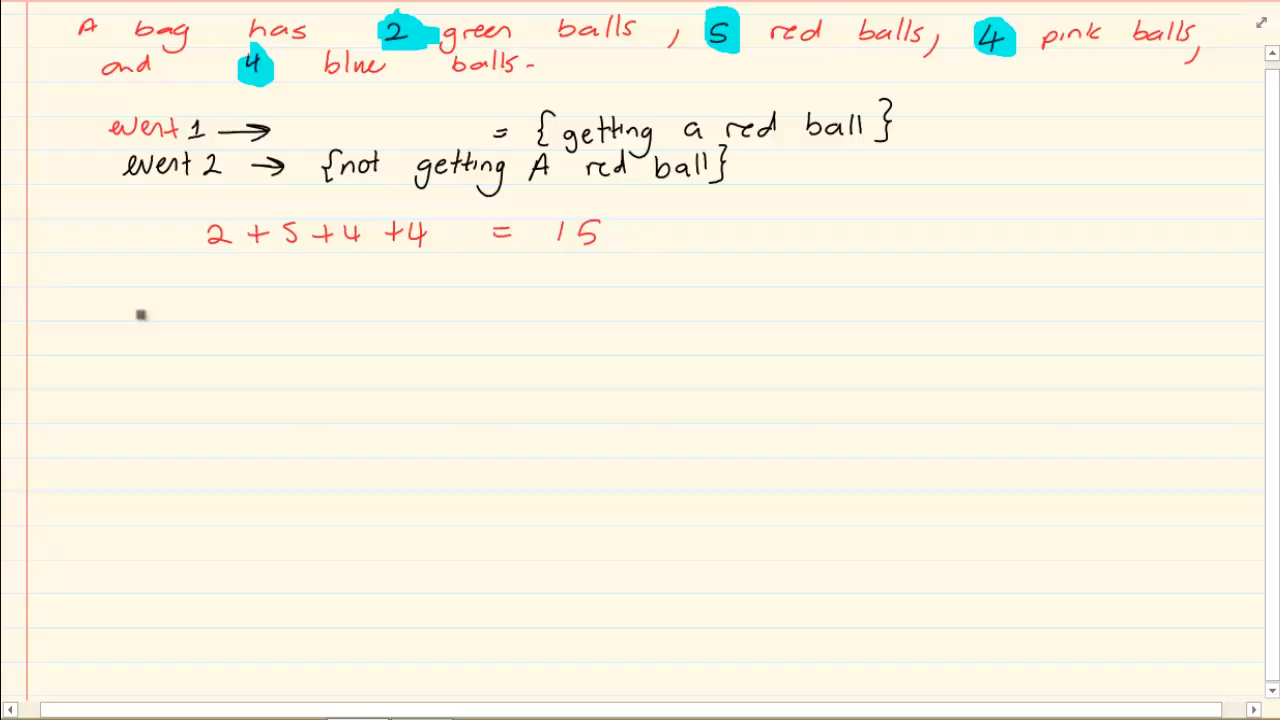 A bag has 2 green balls, 5 red balls, 4 pink balls,
and 4 blue balls.
event 1 → = {getting a red ball}
event 2 → {not getting A red ball}
2 + 5 + 4 + 4 = 15